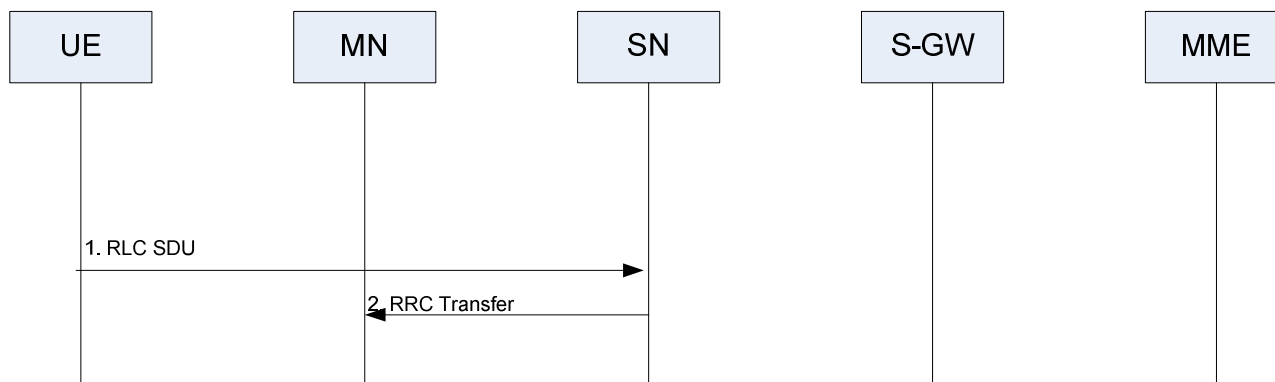 UE
MN
SN
S-GW
MME
1. RLC SDU
2. RRC Transfer